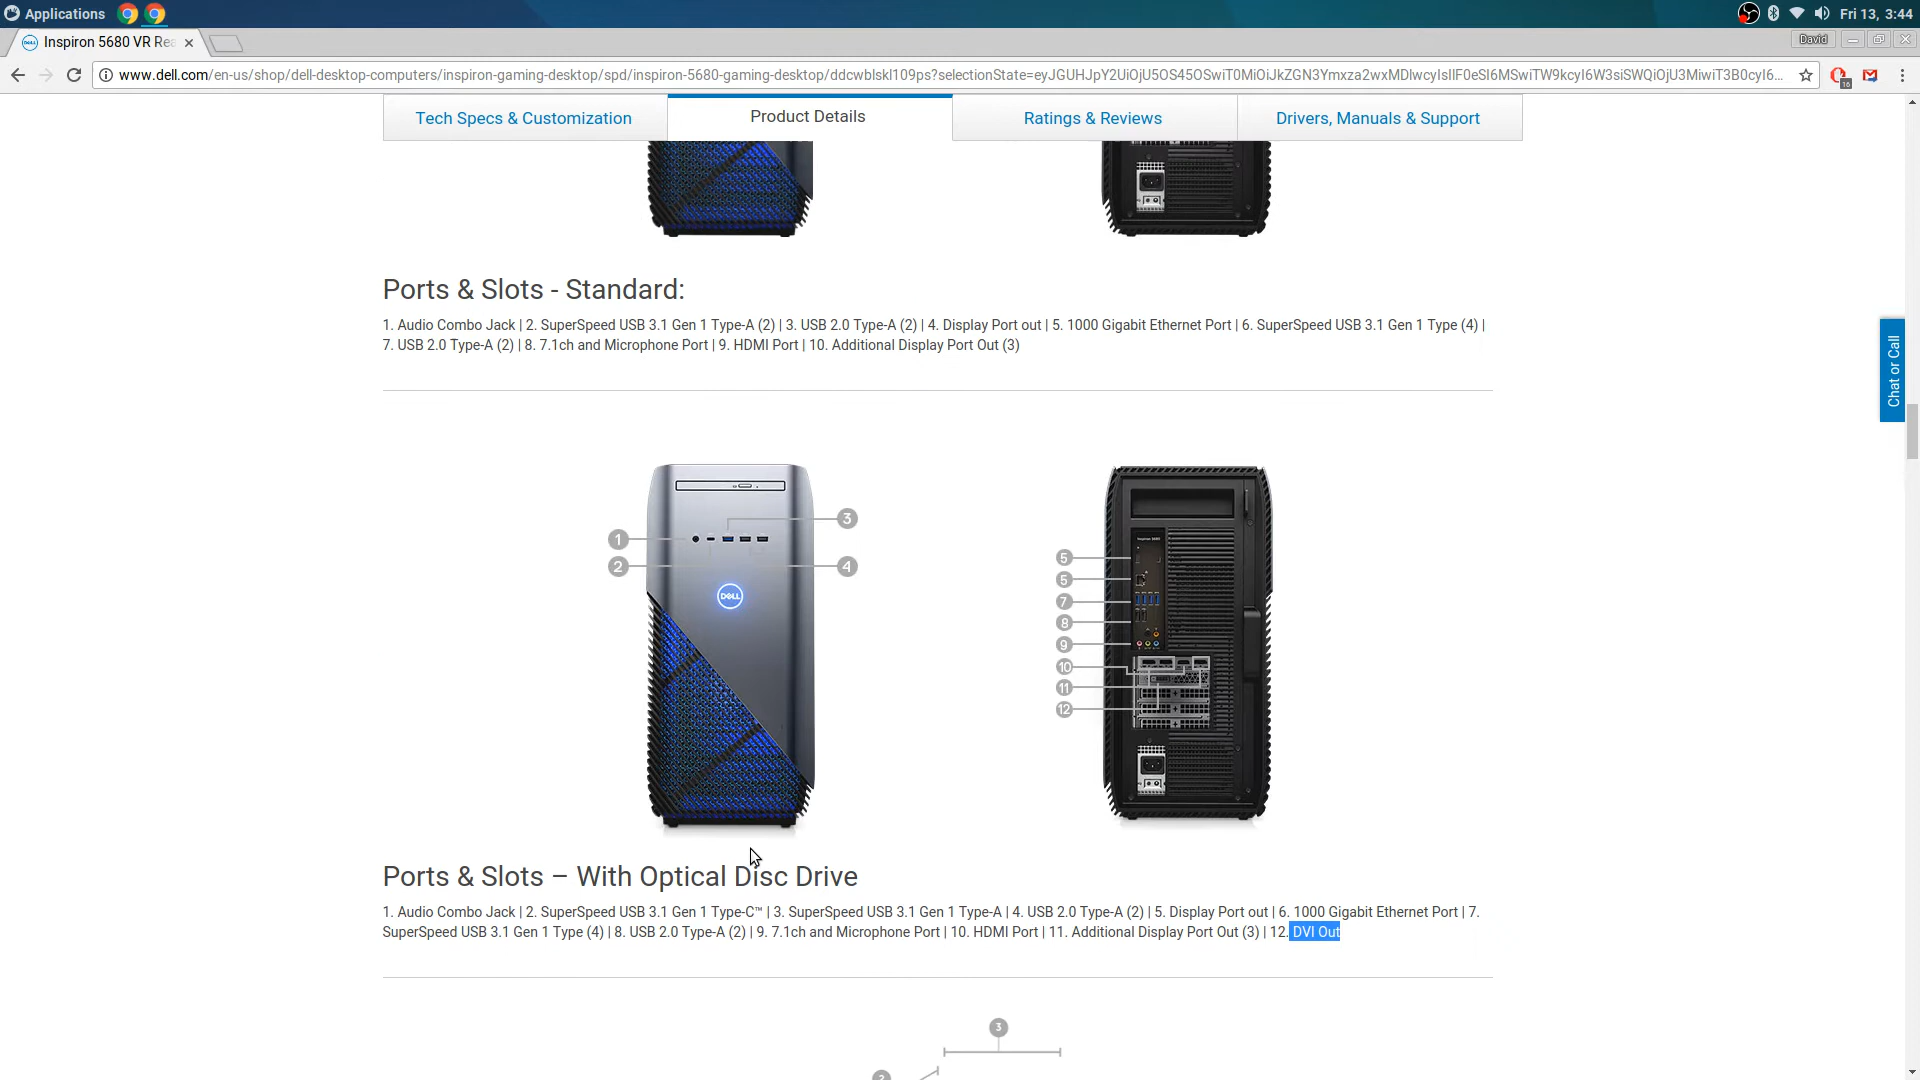 Applications
Fri 13, 3:44
Inspiron 5680 VR Rea
David
www.dell.com/en-us/shop/dell-desktop-computers/inspiron-gaming-desktop/spd/inspiron-5680-gaming-desktop/ddcwblskl109ps?selectionState=eyJGUHJpY2UiOjU5OS45OSwiT0MiOiJkZGN3Ymxza2wxMDlwcyIsIlF0eSI6MSwiTW9kcyI6W3siSWQiOjU3MiwiT3B0cyI6...
16
Tech Specs & Customization
Product Details
Ratings & Reviews
Drivers, Manuals & Support
Ports & Slots - Standard:
1. Audio Combo Jack | 2. SuperSpeed USB 3.1 Gen 1 Type-A (2) | 3. USB 2.0 Type-A (2) | 4. Display Port out | 5. 1000 Gigabit Ethernet Port | 6. SuperSpeed USB 3.1 Gen 1 Type (4) |
7. USB 2.0 Type-A (2) | 8. 7.1ch and Microphone Port | 9. HDMI Port | 10. Additional Display Port Out (3)
Chat or Call
3
1
2
4
DELL
5
5
7
8
9
10
11
12
Inspiron 5680
Ports & Slots – With Optical Disc Drive
1. Audio Combo Jack | 2. SuperSpeed USB 3.1 Gen 1 Type-C™ | 3. SuperSpeed USB 3.1 Gen 1 Type-A | 4. USB 2.0 Type-A (2) | 5. Display Port out | 6. 1000 Gigabit Ethernet Port | 7.
SuperSpeed USB 3.1 Gen 1 Type (4) | 8. USB 2.0 Type-A (2) | 9. 7.1ch and Microphone Port | 10. HDMI Port | 11. Additional Display Port Out (3) | 12. DVI Out
3
2